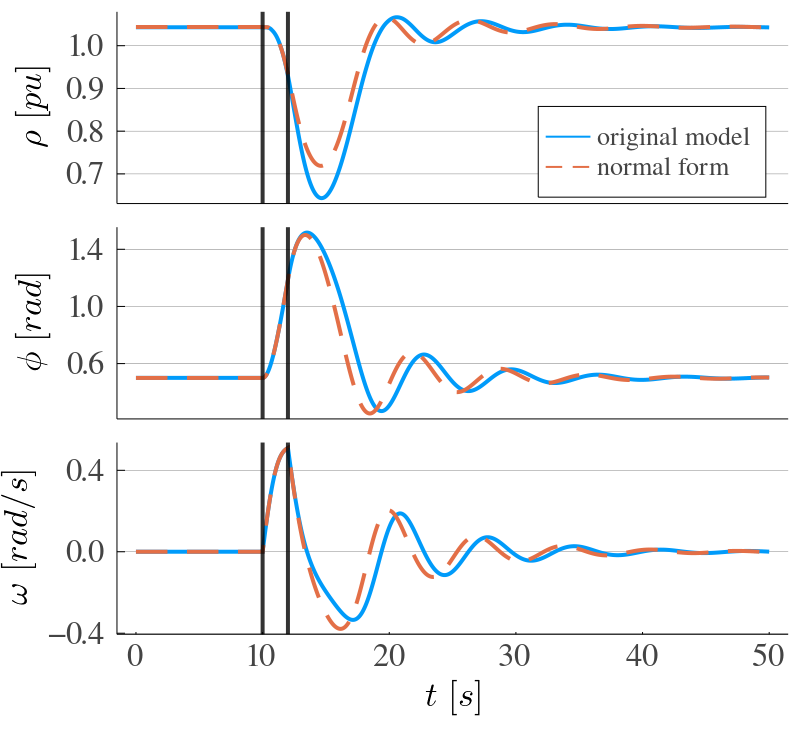 ρ [pu]
1.0
0.9
0.8
0.7
original model
normal form
ϕ [rad]
1.4
1.0
0.6
ω [rad/s]
0.4
0.0
−0.4
0 10 20 30 40 50
t [s]